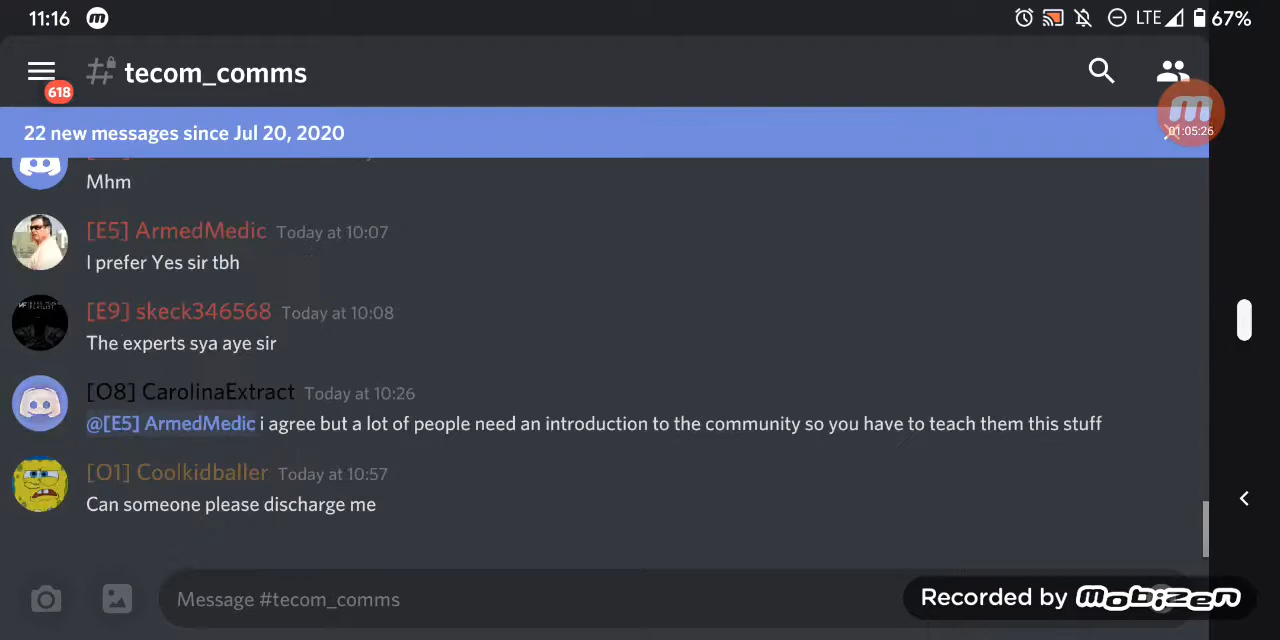 11:16
LTE 67%
618
tecom_comms
01:05:26
22 new messages since Jul 20, 2020
Mhm
[E5] ArmedMedic Today at 10:07
I prefer Yes sir tbh
[E9] skeck346568 Today at 10:08
The experts sya aye sir
[O8] CarolinaExtract Today at 10:26
@[E5] ArmedMedic i agree but a lot of people need an introduction to the community so you have to teach them this stuff
[O1] Coolkidballer Today at 10:57
Can someone please discharge me
Message #tecom_comms
Recorded by mobizen